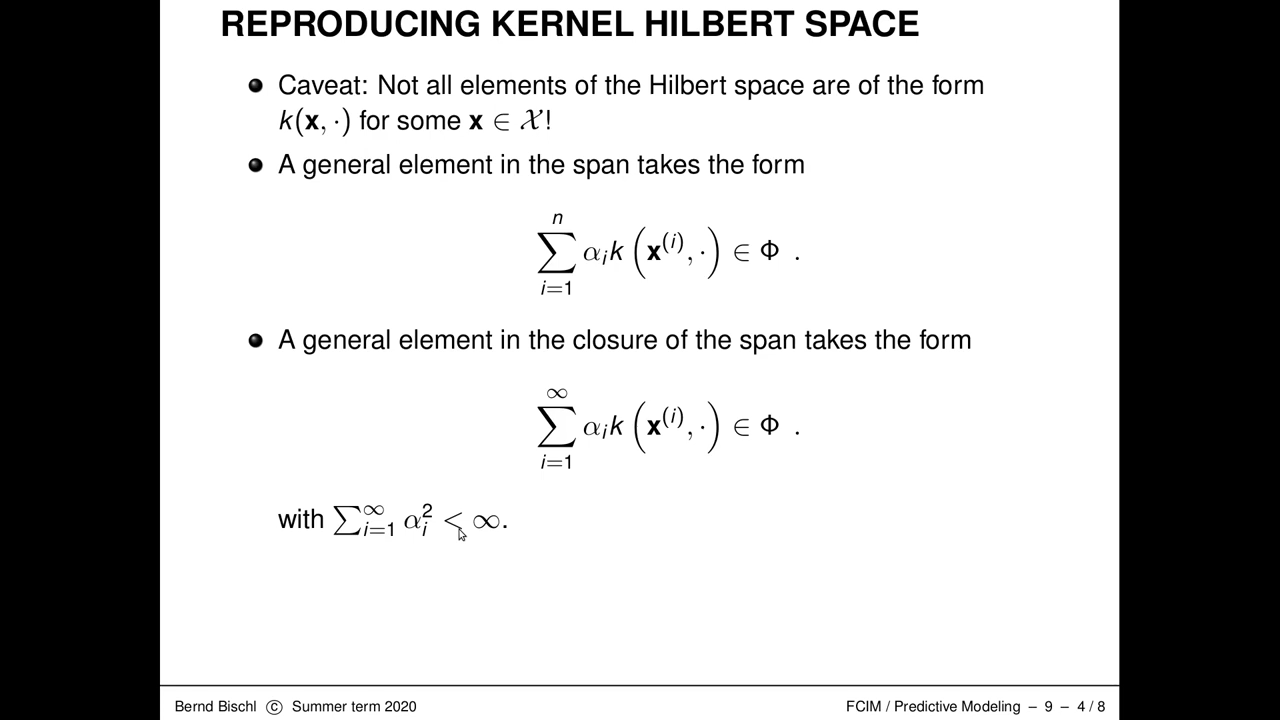 REPRODUCING KERNEL HILBERT SPACE
Caveat: Not all elements of the Hilbert space are of the form
k(x, ·) for some x ∈ 𝒳!
A general element in the span takes the form
∑_{i=1}^{n} α_i k (x^{(i)}, ·) ∈ Φ .
A general element in the closure of the span takes the form
∑_{i=1}^{∞} α_i k (x^{(i)}, ·) ∈ Φ .
with ∑_{i=1}^{∞} α_i^2 < ∞.
Bernd Bischl © Summer term 2020
FCIM / Predictive Modeling – 9 – 4 / 8